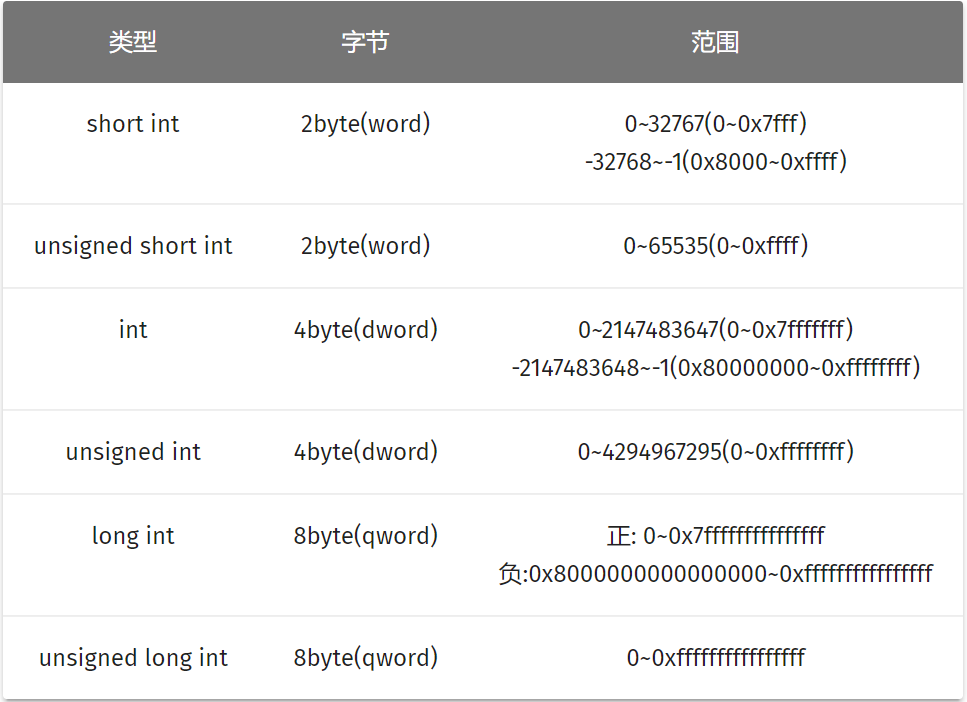 类型 字节 范围
short int 2byte(word) 0~32767(0~0x7fff)
-32768~-1(0x8000~0xffff)
unsigned short int 2byte(word) 0~65535(0~0xffff)
int 4byte(dword) 0~2147483647(0~0x7fffffff)
-2147483648~-1(0x80000000~0xffffffff)
unsigned int 4byte(dword) 0~4294967295(0~0xffffffff)
long int 8byte(qword) 正: 0~0x7fffffffffffffff
负:0x8000000000000000~0xffffffffffffffff
unsigned long int 8byte(qword) 0~0xffffffffffffffff